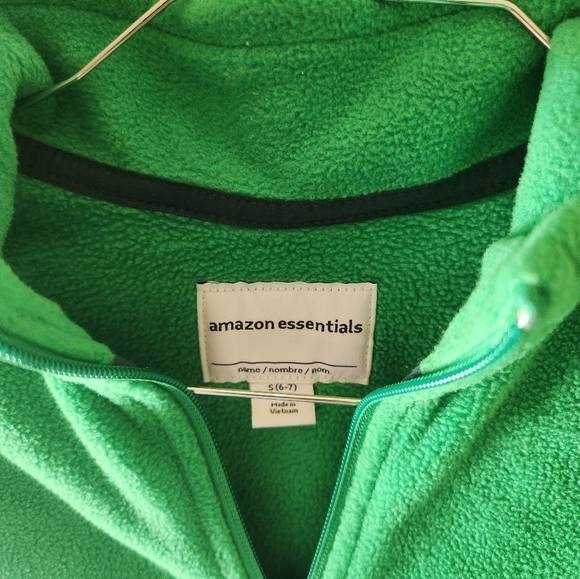 amazon essentials
name / nombre / nom
S (6-7)
Made in
Vietnam